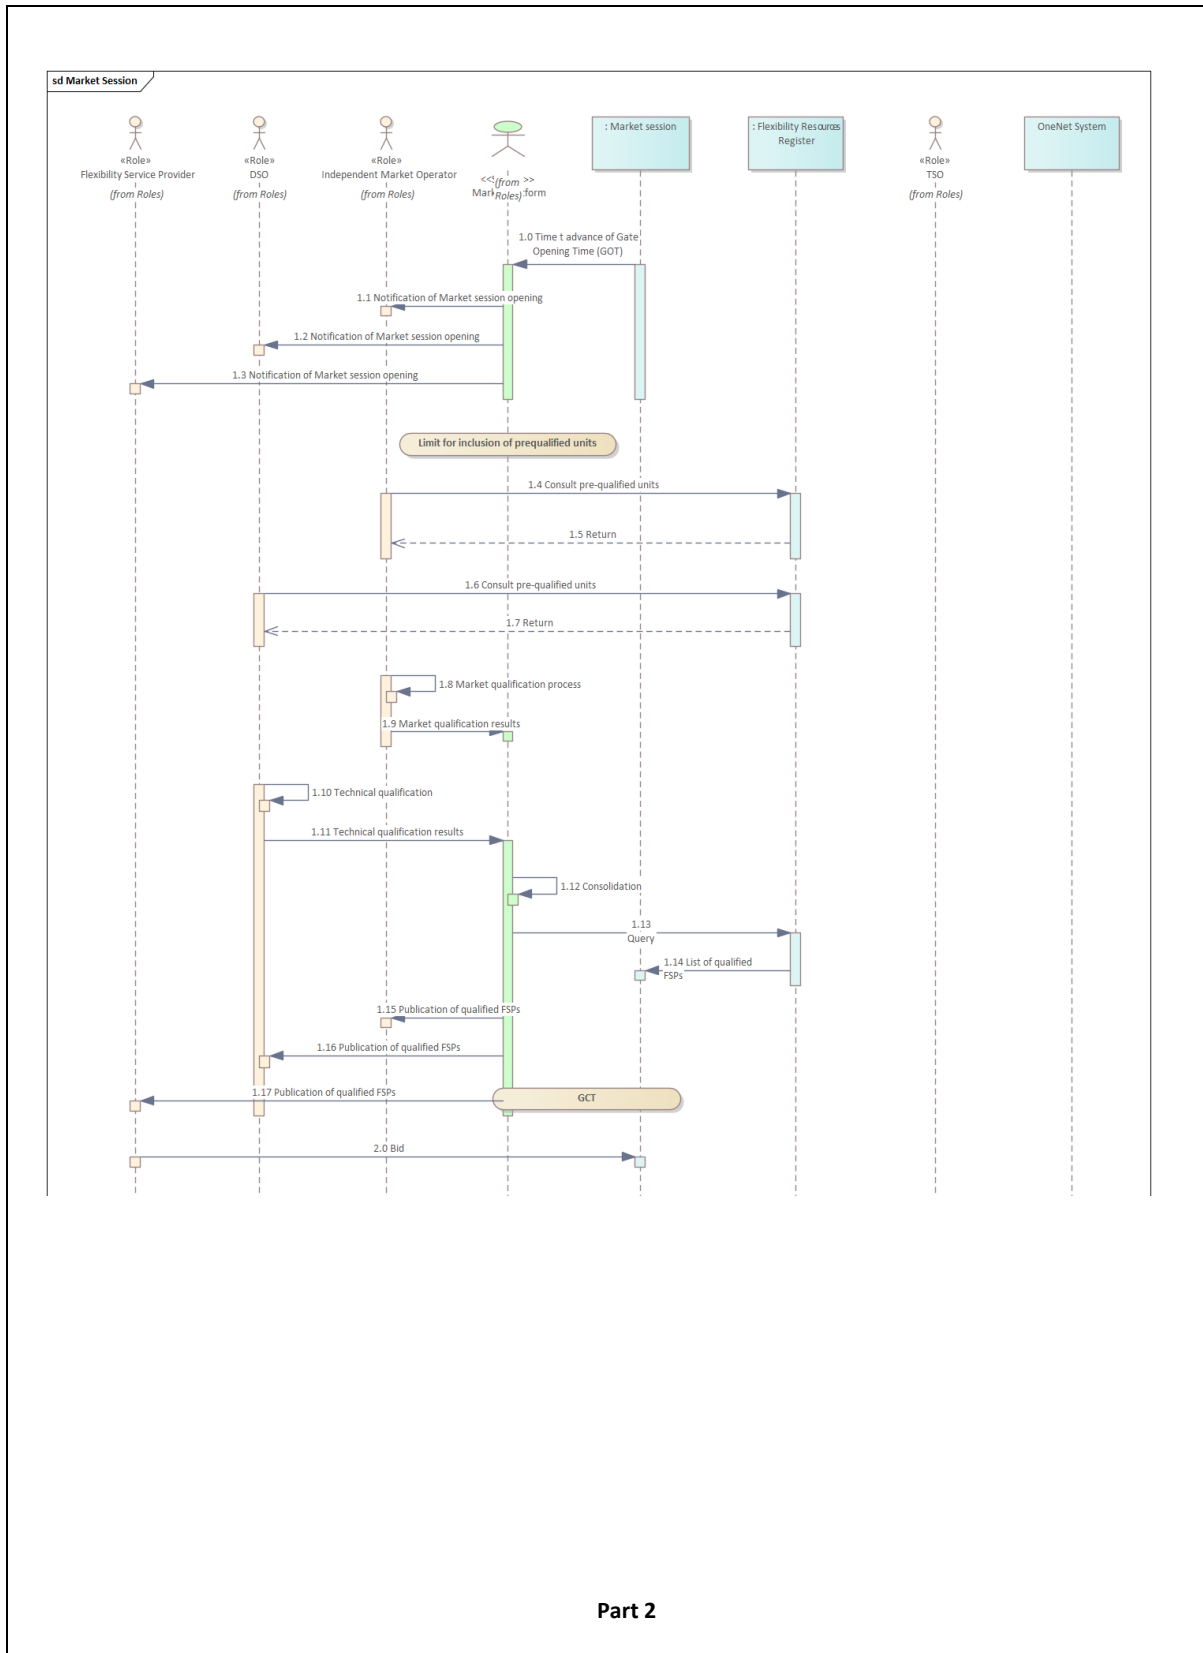 sd Market Session
: Market session
: Flexibility Resources
Register
OneNet System
«Role»
Flexibility Service Provider
(from Roles)
«Role»
DSO
(from Roles)
«Role»
Independent Market Operator
(from Roles)
(from
Roles)
«Role»
TSO
(from Roles)
1.0 Time t advance of Gate
Opening Time (GOT)
1.1 Notification of Market session opening
1.2 Notification of Market session opening
1.3 Notification of Market session opening
Limit for inclusion of prequalified units
1.4 Consult pre-qualified units
1.5 Return
1.6 Consult pre-qualified units
1.7 Return
1.8 Market qualification process
1.9 Market qualification results
1.10 Technical qualification
1.11 Technical qualification results
1.12 Consolidation
1.13
Query
1.14 List of qualified
FSPs
1.15 Publication of qualified FSPs
1.16 Publication of qualified FSPs
1.17 Publication of qualified FSPs
GCT
2.0 Bid
Part 2